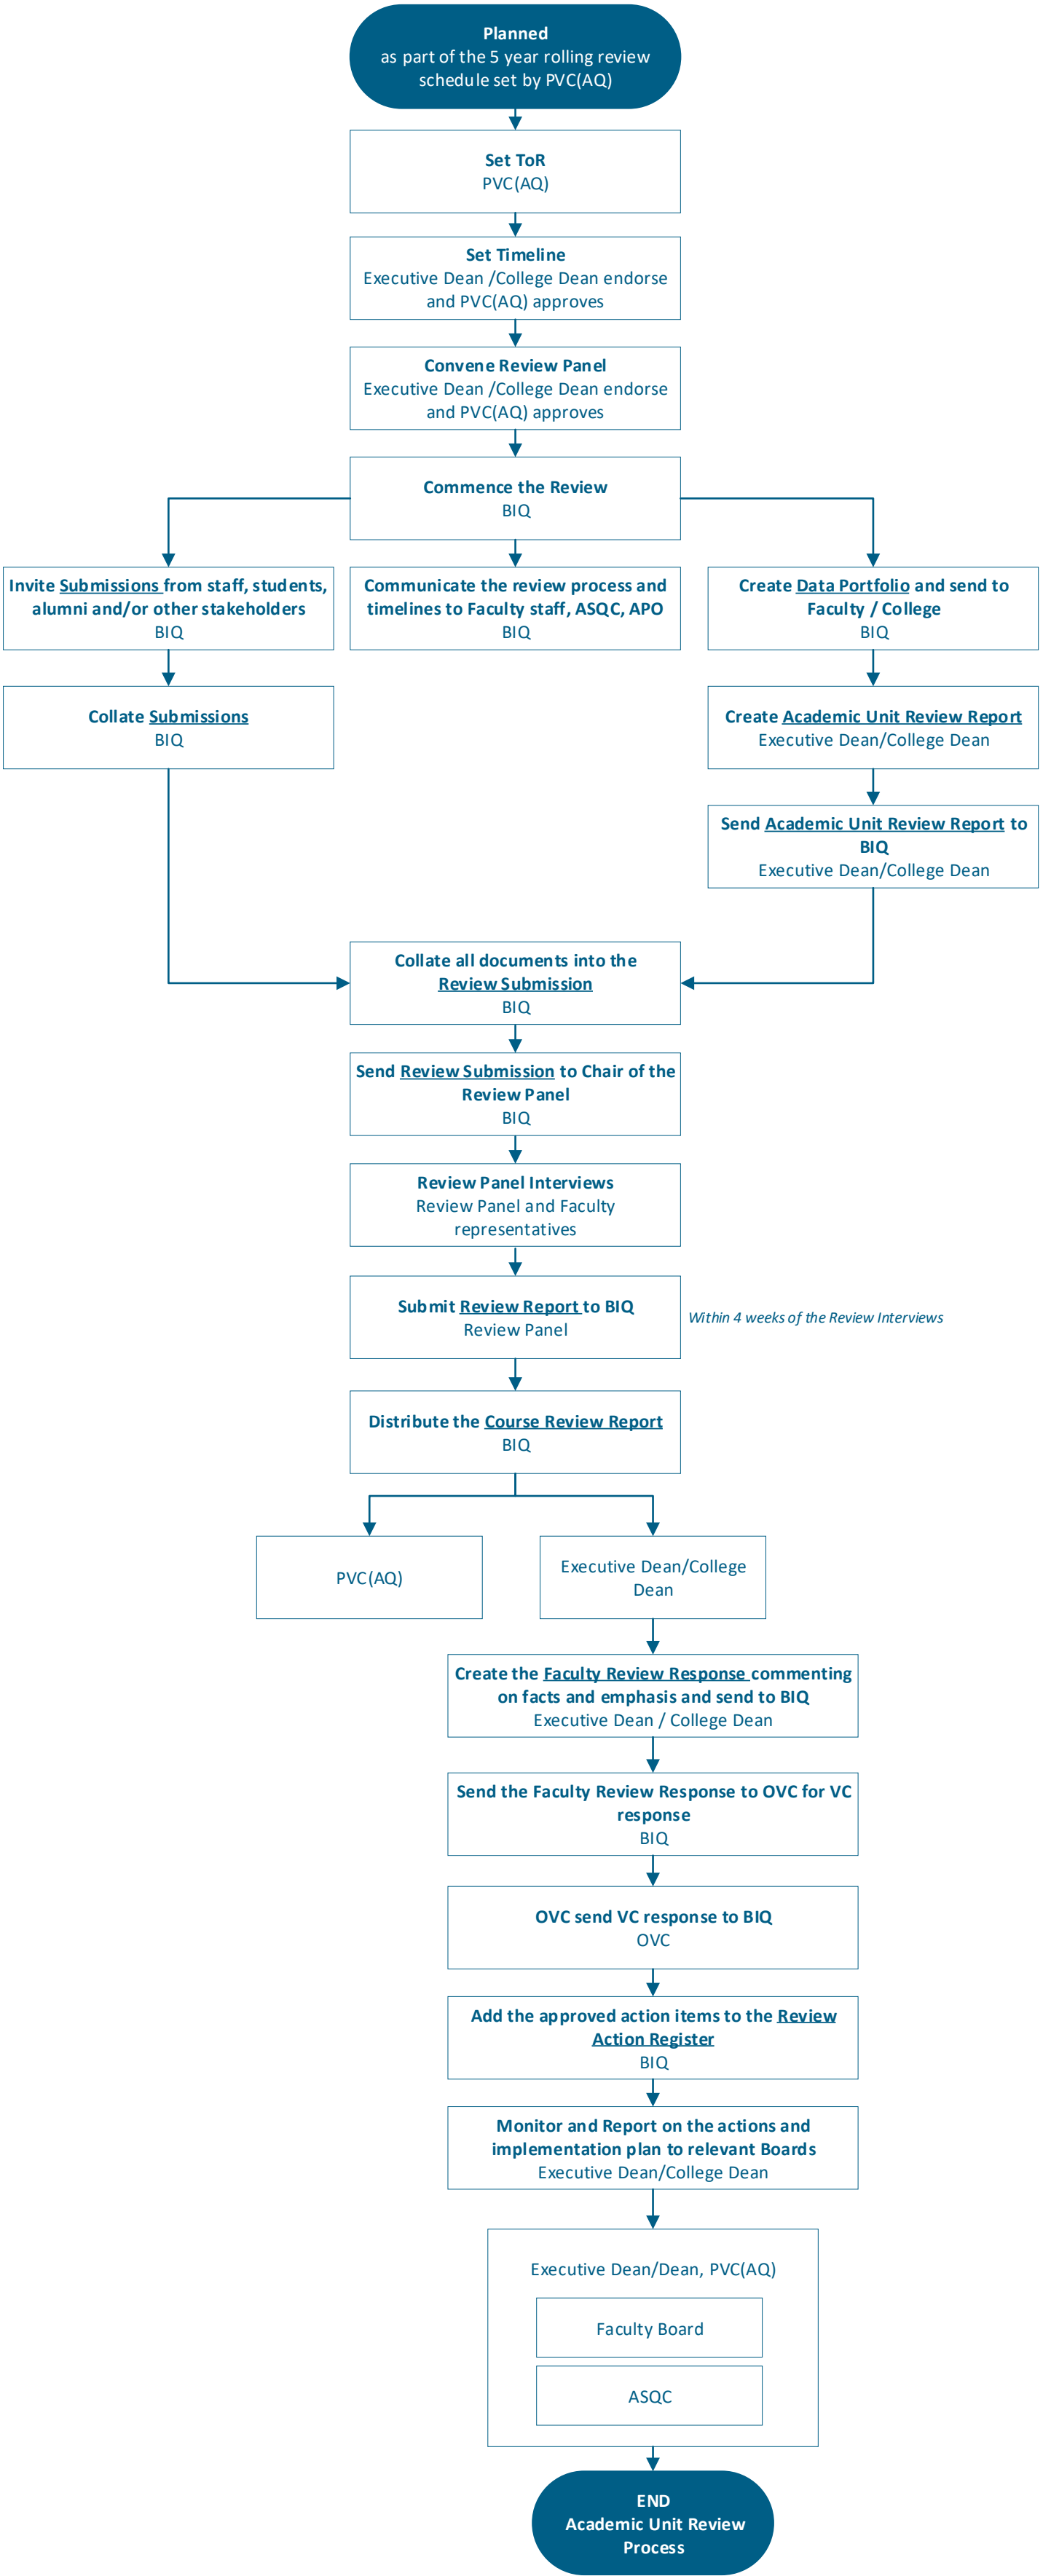 Planned
as part of the 5 year rolling review
schedule set by PVC(AQ)
Set ToR
PVC(AQ)
Set Timeline
Executive Dean /College Dean endorse
and PVC(AQ) approves
Convene Review Panel
Executive Dean /College Dean endorse
and PVC(AQ) approves
Commence the Review
BIQ
Invite Submissions from staff, students,
alumni and/or other stakeholders
BIQ
Communicate the review process and
timelines to Faculty staff, ASQC, APO
BIQ
Create Data Portfolio and send to
Faculty / College
BIQ
Collate Submissions
BIQ
Create Academic Unit Review Report
Executive Dean/College Dean
Send Academic Unit Review Report to
BIQ
Executive Dean/College Dean
Collate all documents into the
Review Submission
BIQ
Send Review Submission to Chair of the
Review Panel
BIQ
Review Panel Interviews
Review Panel and Faculty
representatives
Submit Review Report to BIQ
Review Panel
Within 4 weeks of the Review Interviews
Distribute the Course Review Report
BIQ
PVC(AQ)
Executive Dean/College
Dean
Create the Faculty Review Response commenting
on facts and emphasis and send to BIQ
Executive Dean / College Dean
Send the Faculty Review Response to OVC for VC
response
BIQ
OVC send VC response to BIQ
OVC
Add the approved action items to the Review
Action Register
BIQ
Monitor and Report on the actions and
implementation plan to relevant Boards
Executive Dean/College Dean
Executive Dean/Dean, PVC(AQ)
Faculty Board
ASQC
END
Academic Unit Review
Process